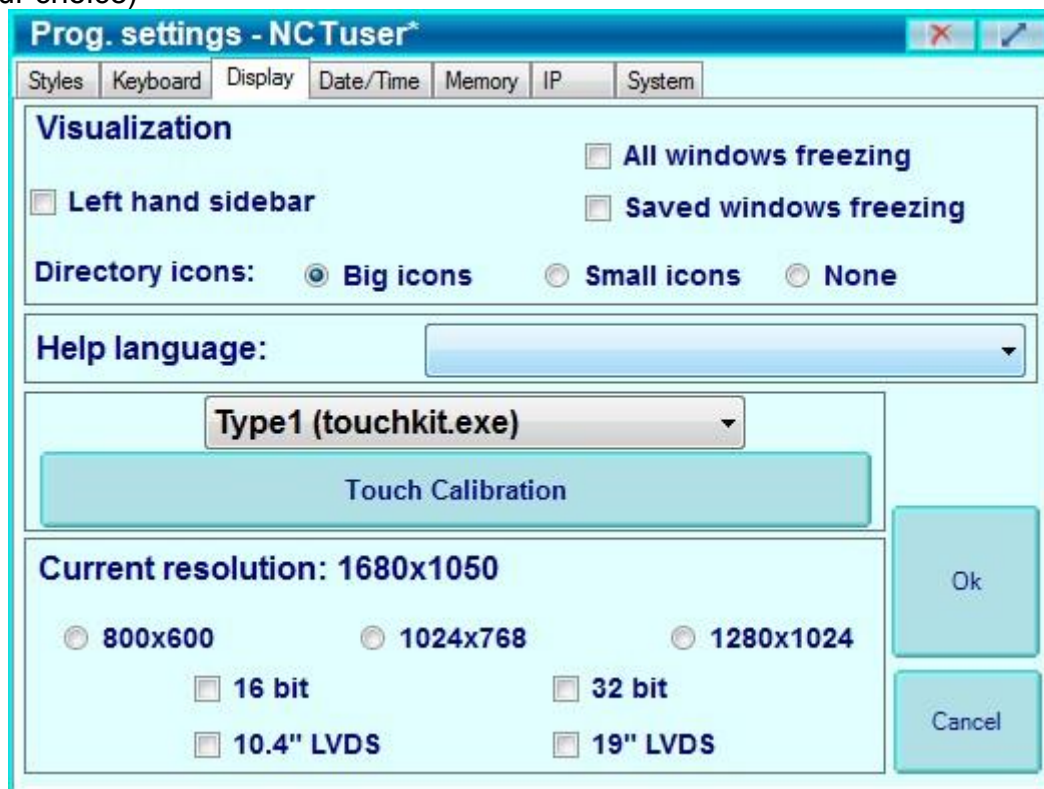 Prog. settings - NCTuser*
Styles Keyboard Display Date/Time Memory IP System
Visualization
All windows freezing
Left hand sidebar
Saved windows freezing
Directory icons: Big icons Small icons None
Help language:
Type1 (touchkit.exe)
Touch Calibration
Current resolution: 1680x1050
Ok
800x600 1024x768 1280x1024
16 bit 32 bit
Cancel
10.4" LVDS 19" LVDS